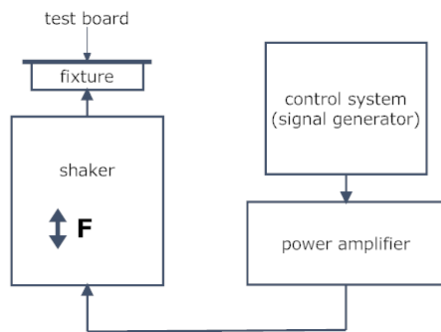 test board
fixture
shaker
F
control system
(signal generator)
power amplifier